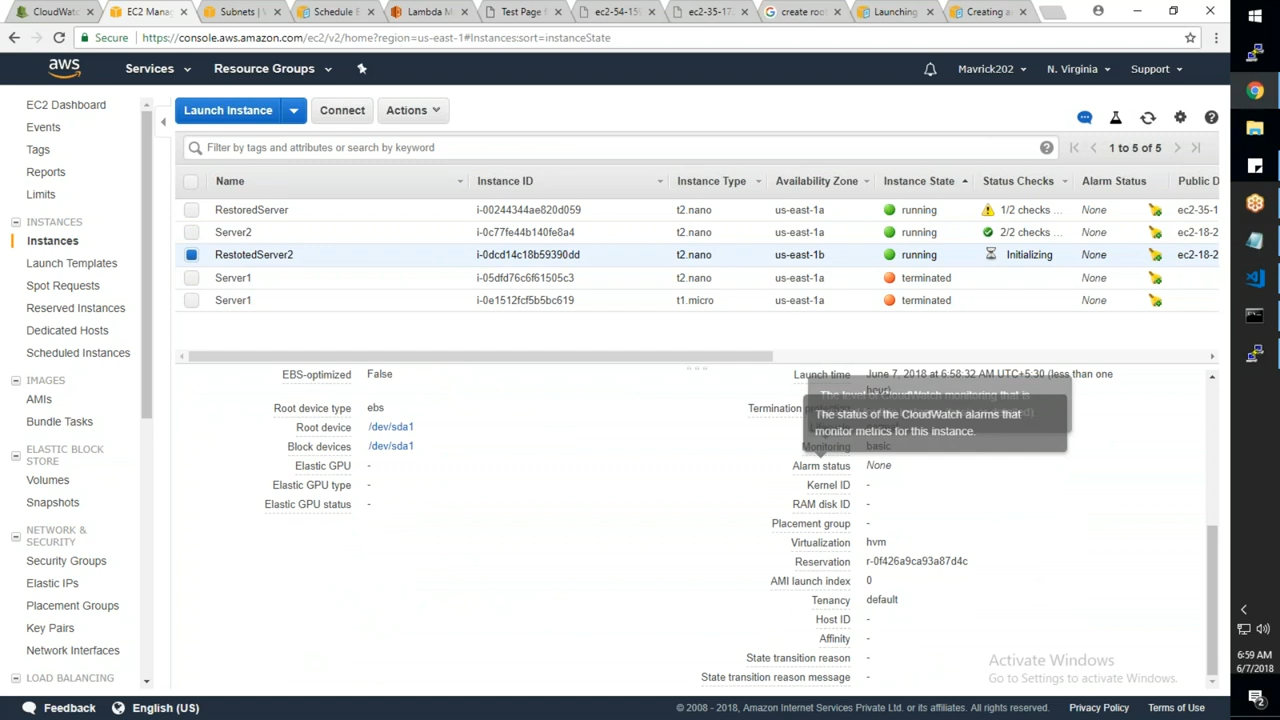 CloudWatc
EC2 Manag
Subnets | V
Schedule E
Lambda M
Test Page f
ec2-54-15
ec2-35-17
create root
Launching
Creating a
Secure
https://console.aws.amazon.com/ec2/v2/home?region=us-east-1#Instances:sort=instanceState
aws
Services
Resource Groups
Mavrick202
N. Virginia
Support
EC2 Dashboard
Events
Tags
Reports
Limits
INSTANCES
Instances
Launch Templates
Spot Requests
Reserved Instances
Dedicated Hosts
Scheduled Instances
IMAGES
AMIs
Bundle Tasks
ELASTIC BLOCK
STORE
Volumes
Snapshots
NETWORK &
SECURITY
Security Groups
Elastic IPs
Placement Groups
Key Pairs
Network Interfaces
LOAD BALANCING
Launch Instance
Connect
Actions
Filter by tags and attributes or search by keyword
1 to 5 of 5
Name Instance ID Instance Type Availability Zone Instance State Status Checks Alarm Status Public D
RestoredServer i-00244344ae820d059 t2.nano us-east-1a running 1/2 checks ... None ec2-35-1
Server2 i-0c77fe44b140fe8a4 t2.nano us-east-1a running 2/2 checks ... None ec2-18-2
RestotedServer2 i-0dcd14c18b59390dd t2.nano us-east-1b running Initializing None ec2-18-2
Server1 i-05dfd76c6f61505c3 t2.nano us-east-1a terminated None
Server1 i-0e1512fcf5b5bc619 t1.micro us-east-1a terminated None
EBS-optimized False
Root device type ebs
Root device /dev/sda1
Block devices /dev/sda1
Elastic GPU -
Elastic GPU type -
Elastic GPU status -
Launch time June 7, 2018 at 6:58:32 AM UTC+5:30 (less than one
hour)
Termination
The level of CloudWatch monitoring that is
The status of the CloudWatch alarms that
monitor metrics for this instance.
Monitoring basic
Alarm status None
Kernel ID -
RAM disk ID -
Placement group -
Virtualization hvm
Reservation r-0f426a9ca93a87d4c
AMI launch index 0
Tenancy default
Host ID -
Affinity -
State transition reason -
State transition reason message -
Activate Windows
Go to Settings to activate Windows.
Feedback
English (US)
© 2008 - 2018, Amazon Internet Services Private Ltd. or its affiliates. All rights reserved.
Privacy Policy
Terms of Use
6:59 AM
6/7/2018
2